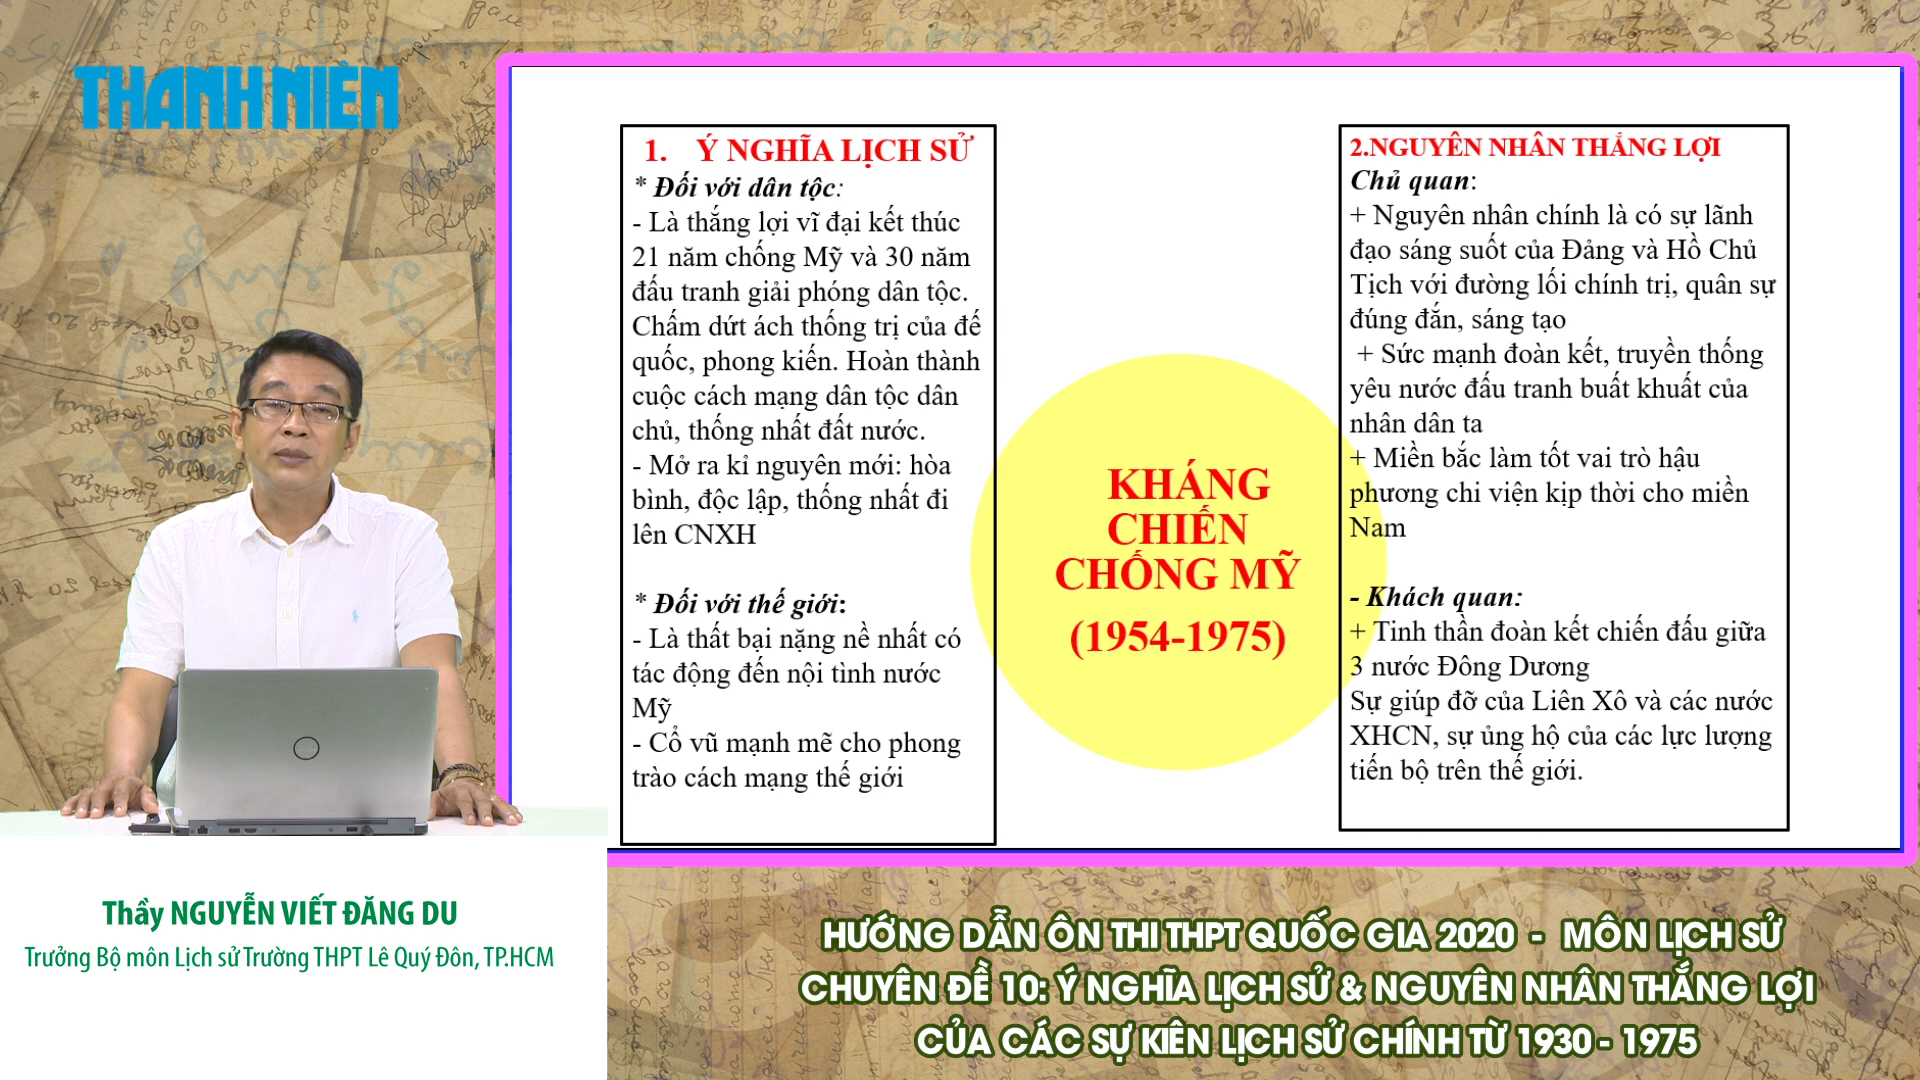 THANH NIÊN
1. Ý NGHĨA LỊCH SỬ
* Đối với dân tộc:
- Là thắng lợi vĩ đại kết thúc
21 năm chống Mỹ và 30 năm
đấu tranh giải phóng dân tộc.
Chấm dứt ách thống trị của đế
quốc, phong kiến. Hoàn thành
cuộc cách mạng dân tộc dân
chủ, thống nhất đất nước.
- Mở ra kỉ nguyên mới: hòa
bình, độc lập, thống nhất đi
lên CNXH
* Đối với thế giới:
- Là thất bại nặng nề nhất có
tác động đến nội tình nước
Mỹ
- Cổ vũ mạnh mẽ cho phong
trào cách mạng thế giới
KHÁNG
CHIẾN
CHỐNG MỸ
(1954-1975)
2.NGUYÊN NHÂN THẮNG LỢI
Chủ quan:
+ Nguyên nhân chính là có sự lãnh
đạo sáng suốt của Đảng và Hồ Chủ
Tịch với đường lối chính trị, quân sự
đúng đắn, sáng tạo
+ Sức mạnh đoàn kết, truyền thống
yêu nước đấu tranh buất khuất của
nhân dân ta
+ Miền bắc làm tốt vai trò hậu
phương chi viện kịp thời cho miền
Nam
- Khách quan:
+ Tinh thần đoàn kết chiến đấu giữa
3 nước Đông Dương
Sự giúp đỡ của Liên Xô và các nước
XHCN, sự ủng hộ của các lực lượng
tiến bộ trên thế giới.
Thầy NGUYỄN VIẾT ĐĂNG DU
Trưởng Bộ môn Lịch sử Trường THPT Lê Quý Đôn, TP.HCM
HƯỚNG DẪN ÔN THI THPT QUỐC GIA 2020 - MÔN LỊCH SỬ
CHUYÊN ĐỀ 10: Ý NGHĨA LỊCH SỬ & NGUYÊN NHÂN THẮNG LỢI
CỦA CÁC SỰ KIÊN LỊCH SỬ CHÍNH TỪ 1930 - 1975